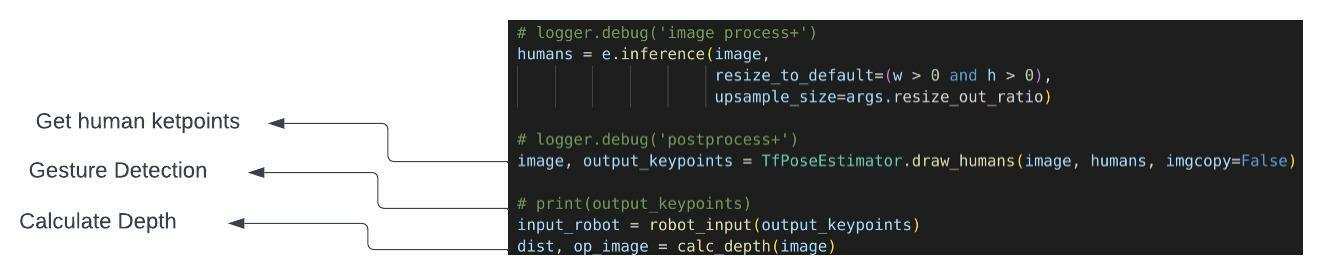 Get human ketpoints
Gesture Detection
Calculate Depth
# logger.debug('image process+')
humans = e.inference(image,
resize_to_default=(w > 0 and h > 0),
upsample_size=args.resize_out_ratio)
# logger.debug('postprocess+')
image, output_keypoints = TfPoseEstimator.draw_humans(image, humans, imgcopy=False)
# print(output_keypoints)
input_robot = robot_input(output_keypoints)
dist, op_image = calc_depth(image)